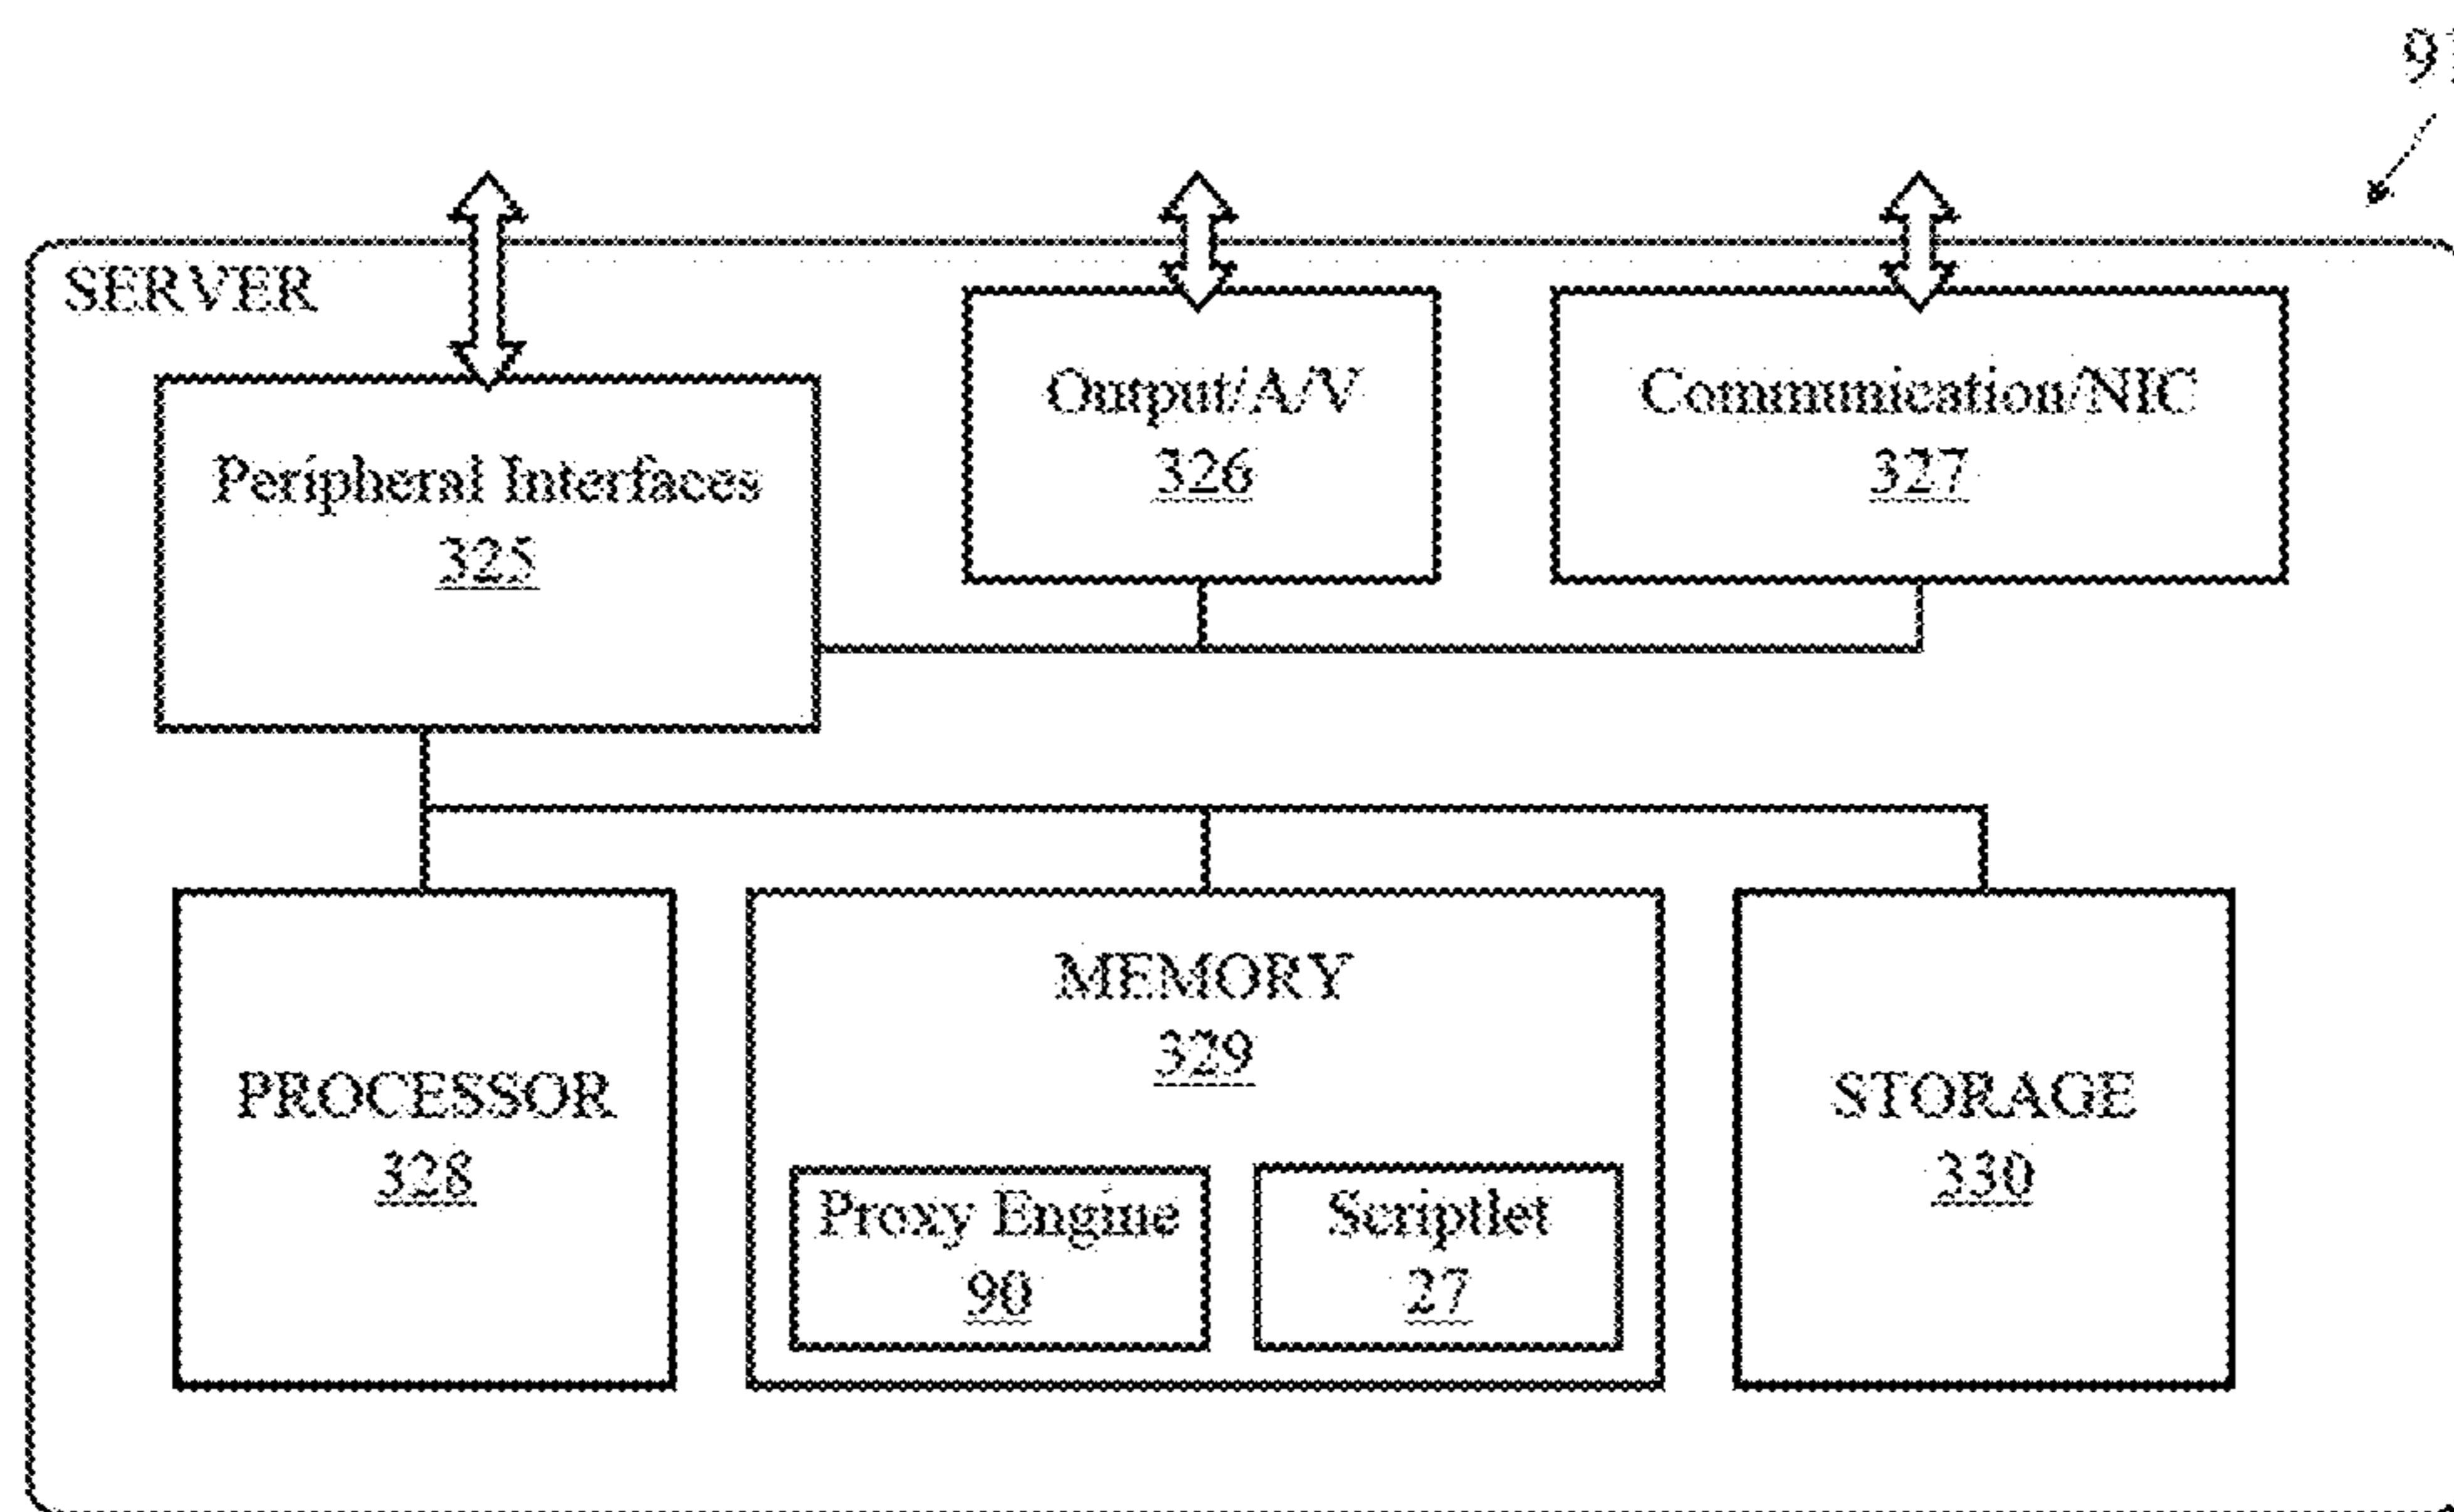 SERVER
Peripheral Interfaces
325
Output/A/V
326
Communication/NIC
327
PROCESSOR
328
MEMORY
329
Proxy Engine
90
Scriptlet
27
STORAGE
330